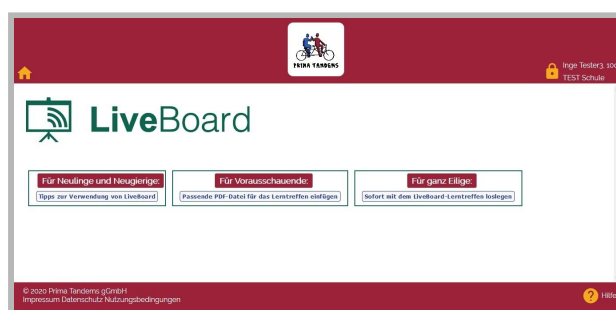 PRIMA TANDEMS
Inge Tester3, 100
TEST Schule
LiveBoard
Für Neulinge und Neugierige:
Tipps zur Verwendung von LiveBoard
Für Vorausschauende:
Passende PDF-Datei für das Lerntreffen einfügen
Für ganz Eilige:
Sofort mit dem LiveBoard-Lerntreffen loslegen
© 2020 Prima Tandems gGmbH
Impressum Datenschutz Nutzungsbedingungen
? Hilfe